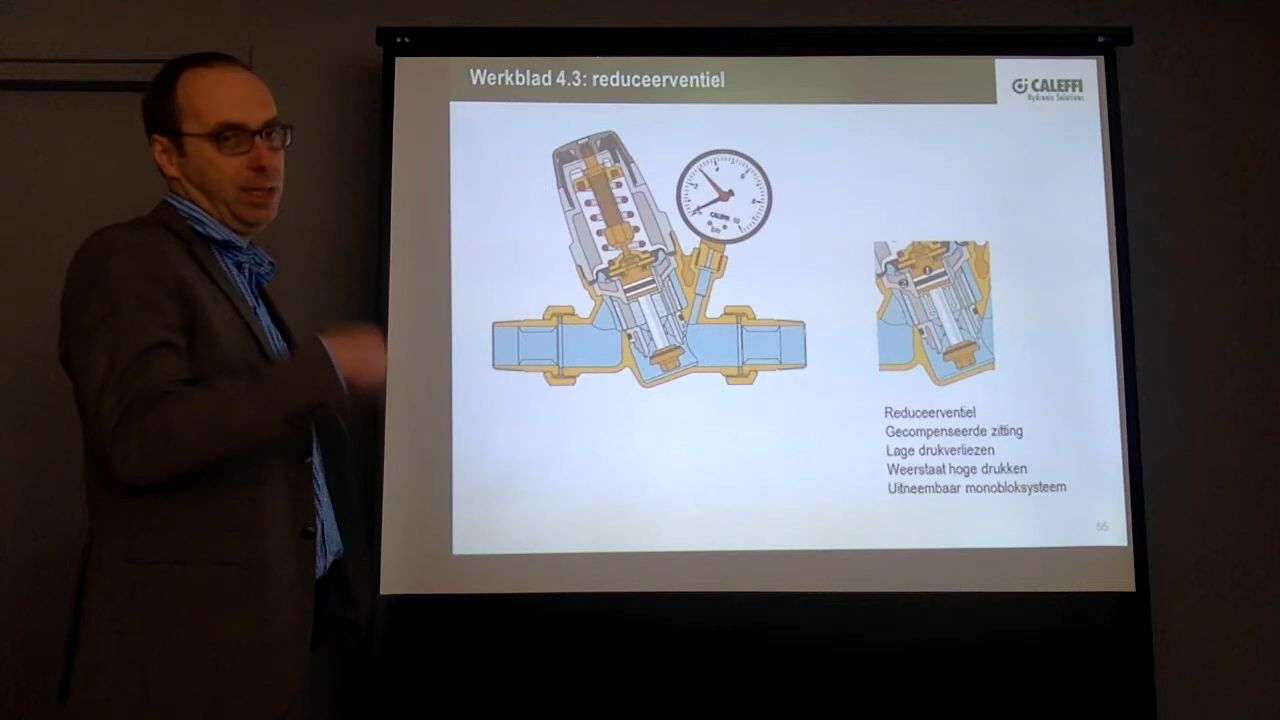 Werkblad 4.3: reduceerventiel
CALEFFI
Hydronic Solutions
CALEFFI
bar
Reduceerventiel
Gecompenseerde zitting
Lage drukverliezen
Weerstaat hoge drukken
Uitneembaar monobloksysteem
55